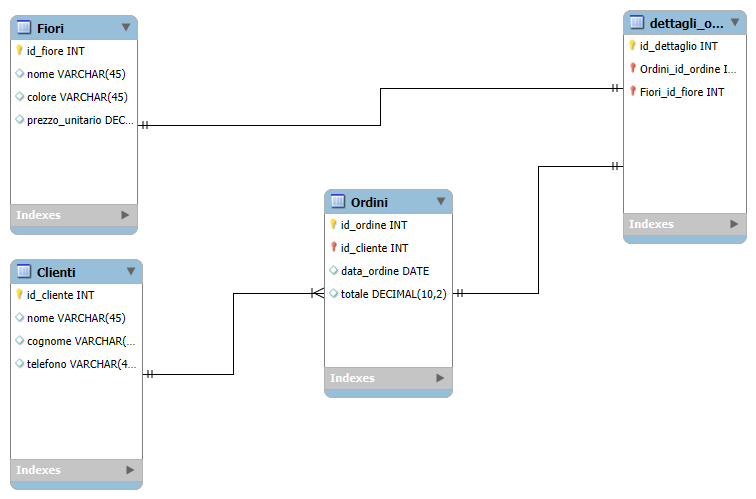 Fiori
id_fiore INT
nome VARCHAR(45)
colore VARCHAR(45)
prezzo_unitario DEC...
Indexes
Clienti
id_cliente INT
nome VARCHAR(45)
cognome VARCHAR(...
telefono VARCHAR(4...
Indexes
Ordini
id_ordine INT
id_cliente INT
data_ordine DATE
totale DECIMAL(10,2)
Indexes
dettagli_o...
id_dettaglio INT
Ordini_id_ordine I...
Fiori_id_fiore INT
Indexes